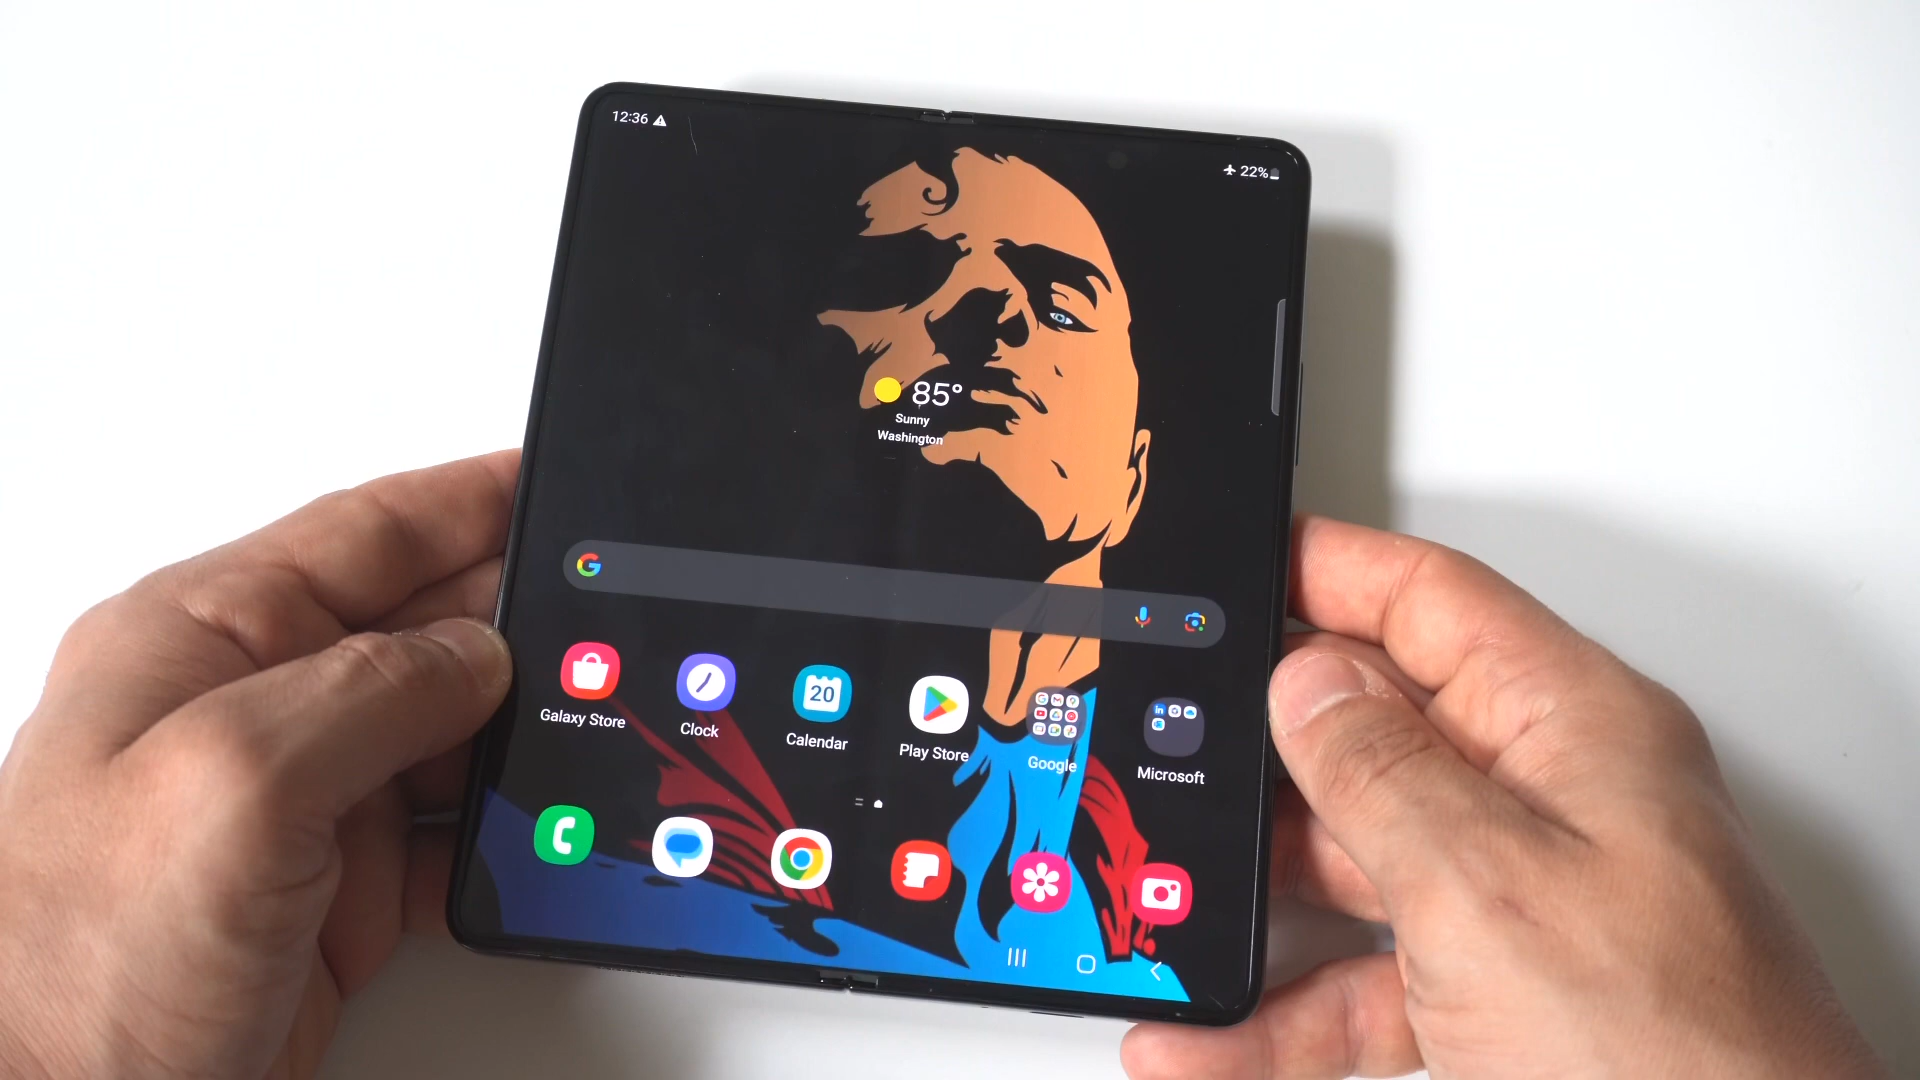 12:36
22%
85°
Sunny
Washington
Galaxy Store
Clock
20
Calendar
Play Store
Google
Microsoft